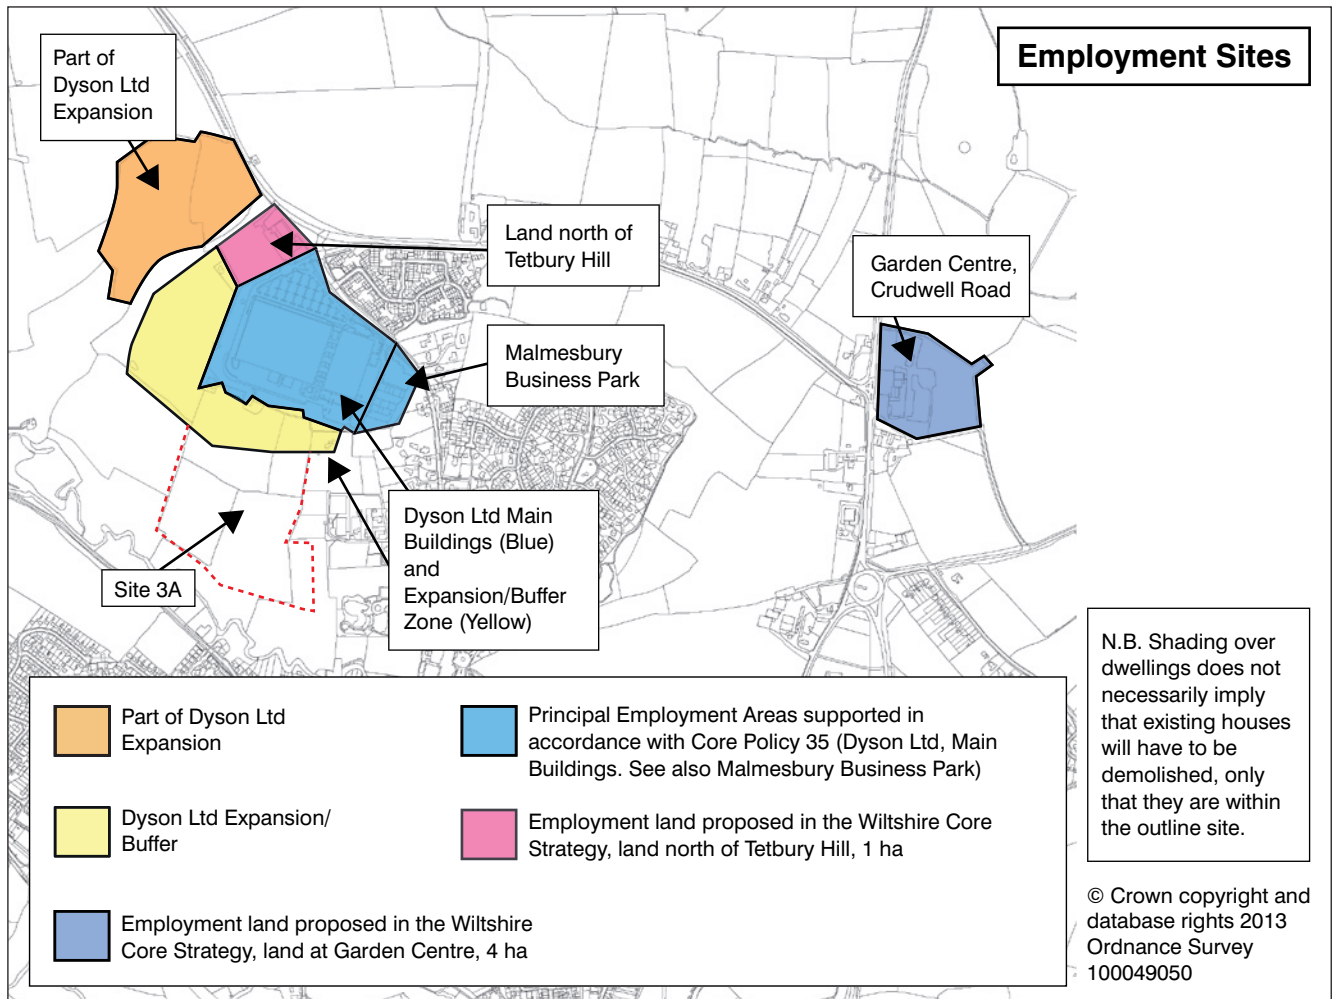 Employment Sites
Part of
Dyson Ltd
Expansion
Land north of
Tetbury Hill
Garden Centre,
Crudwell Road
Malmesbury
Business Park
Dyson Ltd Main
Buildings (Blue)
and
Expansion/Buffer
Zone (Yellow)
Site 3A
N.B. Shading over
dwellings does not
necessarily imply
that existing houses
will have to be
demolished, only
that they are within
the outline site.
Part of Dyson Ltd
Expansion
Dyson Ltd Expansion/
Buffer
Employment land proposed in the Wiltshire
Core Strategy, land at Garden Centre, 4 ha
Principal Employment Areas supported in
accordance with Core Policy 35 (Dyson Ltd, Main
Buildings. See also Malmesbury Business Park)
Employment land proposed in the Wiltshire Core
Strategy, land north of Tetbury Hill, 1 ha
© Crown copyright and
database rights 2013
Ordnance Survey
100049050